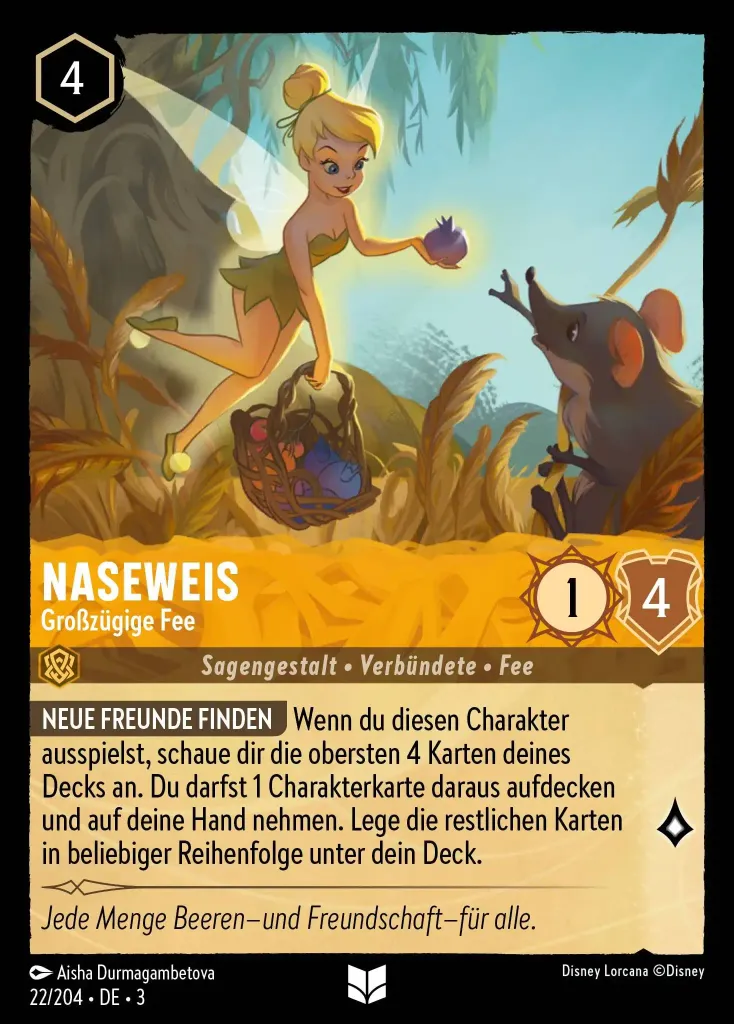 4
NASEWEIS
Großzügige Fee
1
4
Sagengestalt • Verbündete • Fee
NEUE FREUNDE FINDEN Wenn du diesen Charakter
ausspielst, schaue dir die obersten 4 Karten deines
Decks an. Du darfst 1 Charakterkarte daraus aufdecken
und auf deine Hand nehmen. Lege die restlichen Karten
in beliebiger Reihenfolge unter dein Deck.
Jede Menge Beeren–und Freundschaft–für alle.
Aisha Durmagambetova
Disney Lorcana ©Disney
22/204 • DE • 3